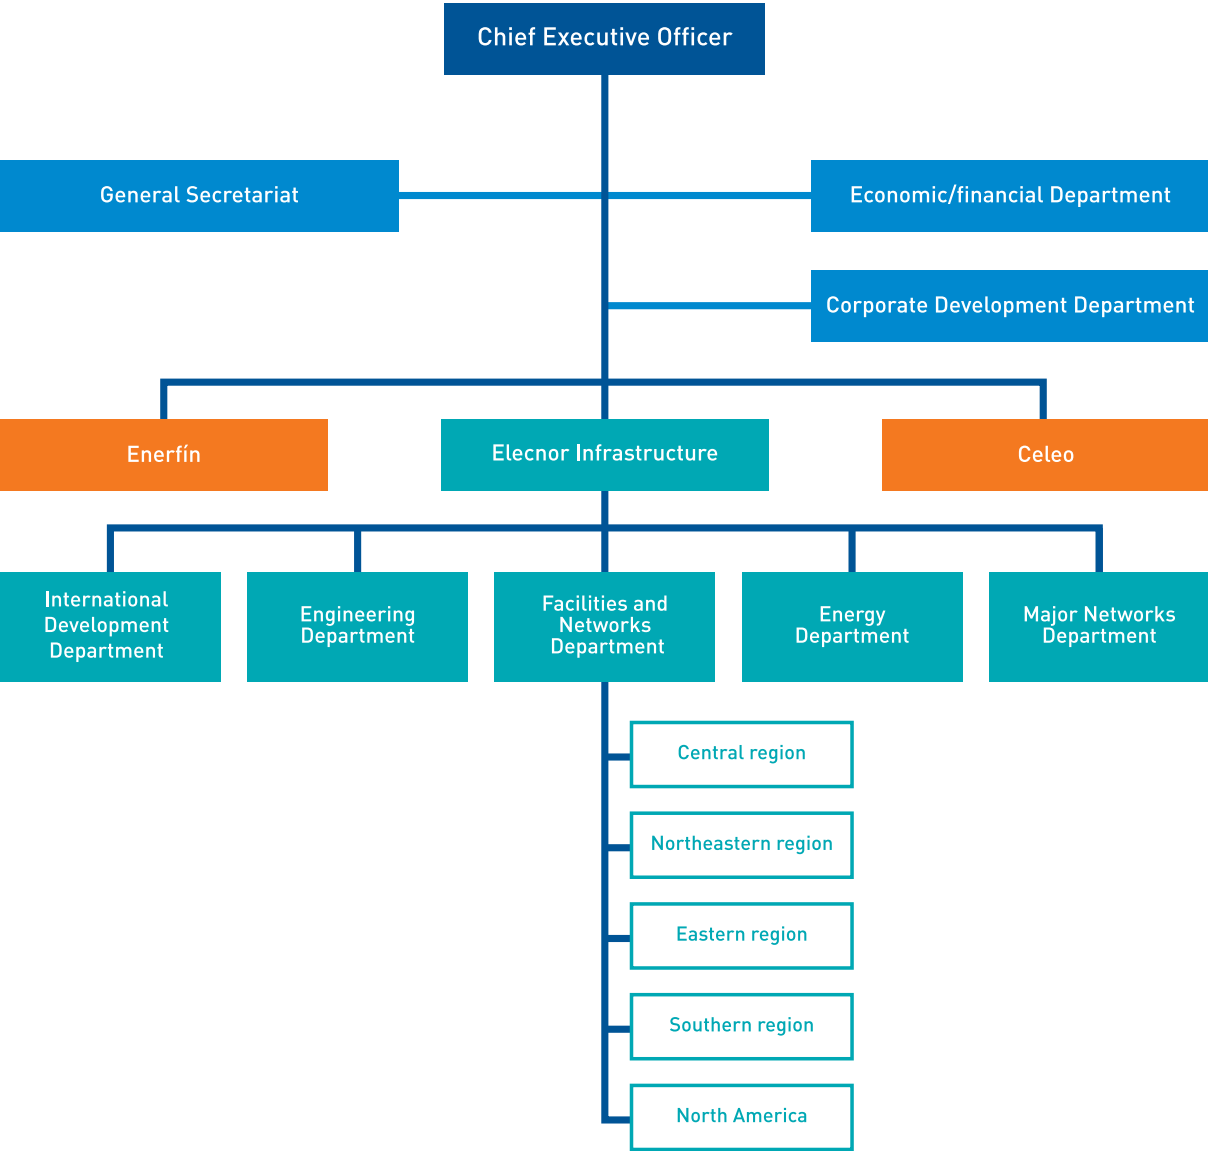 Chief Executive Officer
General Secretariat
Economic/financial Department
Corporate Development Department
Enerfín
Elecnor Infrastructure
Celeo
International
Development
Department
Engineering
Department
Facilities and
Networks
Department
Energy
Department
Major Networks
Department
Central region
Northeastern region
Eastern region
Southern region
North America